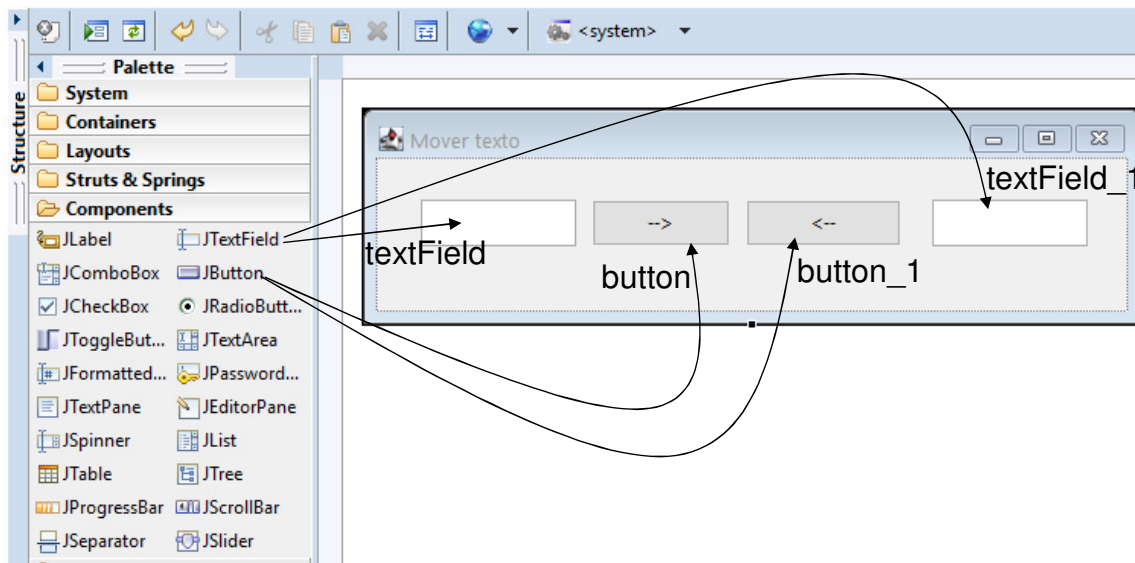 <system>
Structure
Palette
System
Containers
Layouts
Struts & Springs
Components
JLabel JTextField
JComboBox JButton
JCheckBox JRadioButt...
JToggleBut... JTextArea
JFormatted... JPassword...
JTextPane JEditorPane
JSpinner JList
JTable JTree
JProgressBar JScrollBar
JSeparator JSlider
Mover texto
textField_1
--> <--
textField
button
button_1